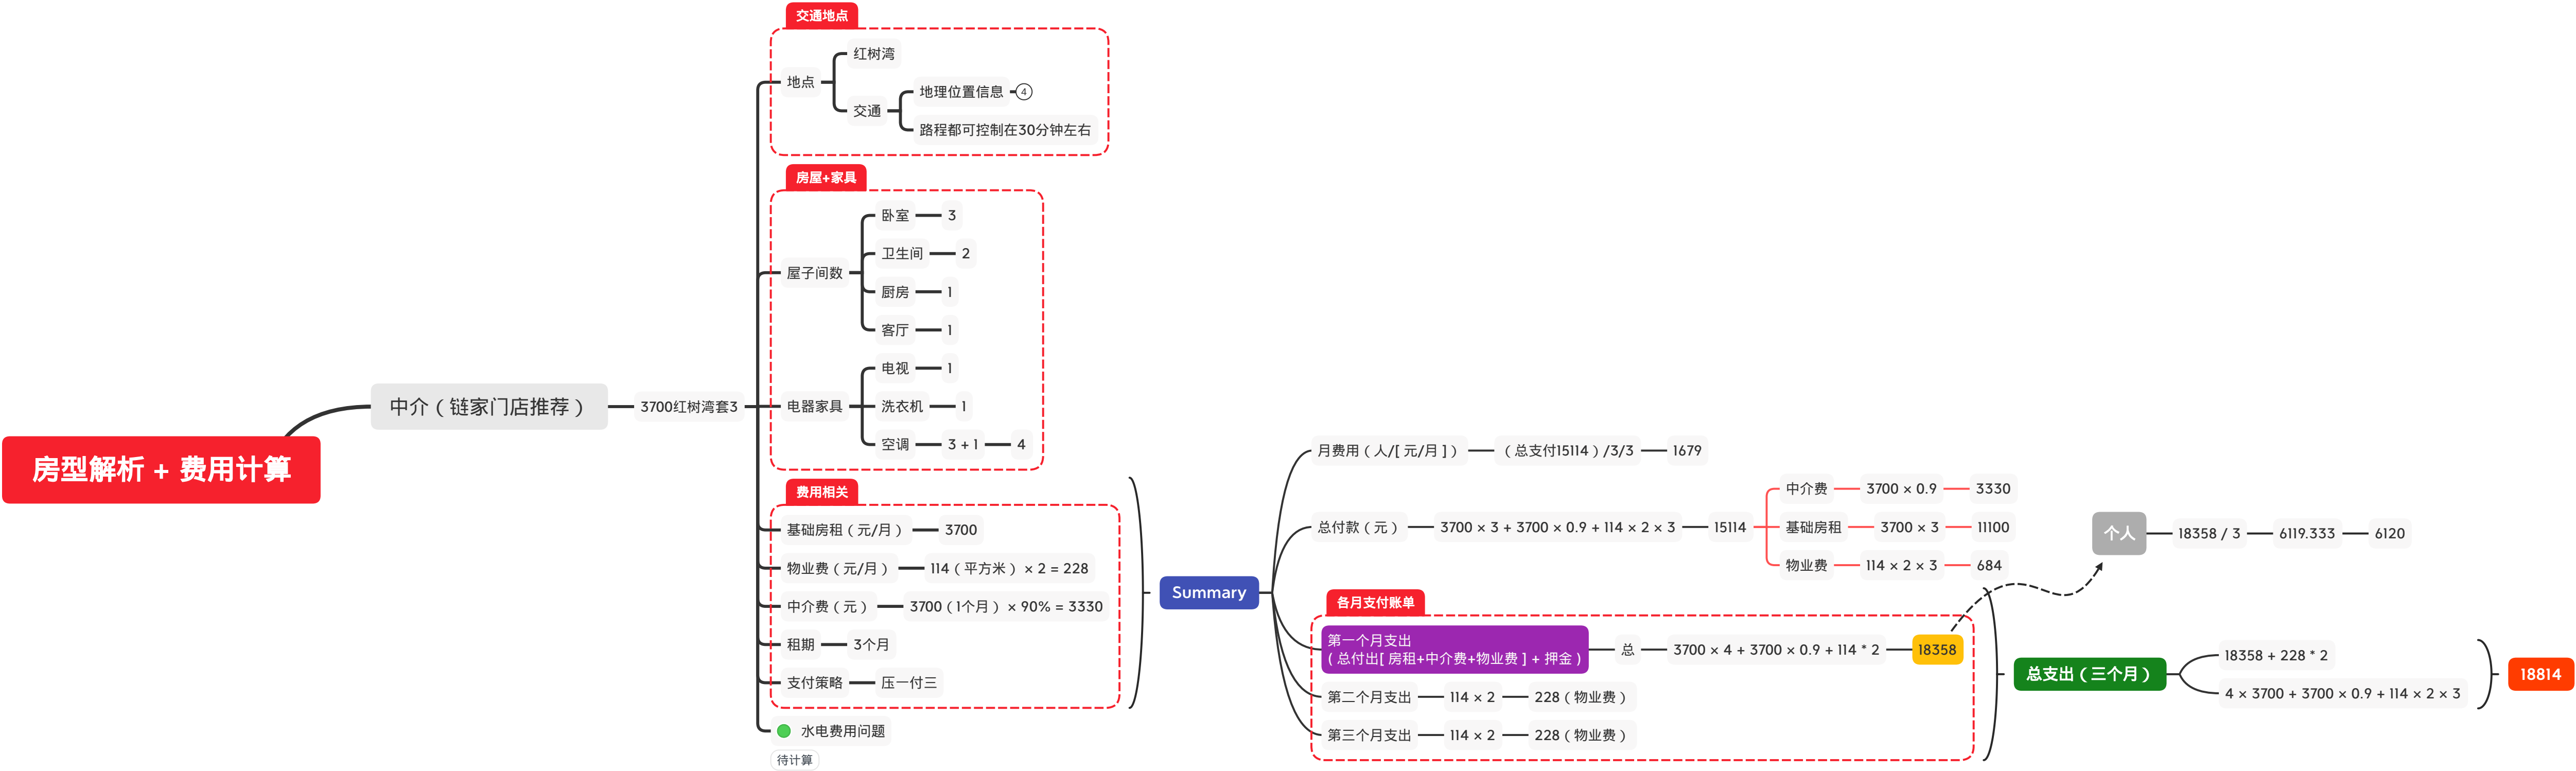 房型解析 + 费用计算
中介（链家门店推荐）
3700红树湾套3
交通地点
地点
红树湾
交通
地理位置信息
4
路程都可控制在30分钟左右
房屋+家具
屋子间数
卧室
3
卫生间
2
厨房
1
客厅
1
电器家具
电视
1
洗衣机
1
空调
3 + 1
4
费用相关
基础房租（元/月）
3700
物业费（元/月）
114（平方米）× 2 = 228
中介费（元）
3700（1个月）× 90% = 3330
租期
3个月
支付策略
压一付三
水电费用问题
待计算
Summary
月费用（人/[ 元/月 ]）
（总支付15114）/3/3
1679
总付款（元）
3700 × 3 + 3700 × 0.9 + 114 × 2 × 3
15114
中介费
3700 × 0.9
3330
基础房租
3700 × 3
11100
物业费
114 × 2 × 3
684
各月支付账单
第一个月支出
( 总付出[ 房租+中介费+物业费 ] + 押金 )
总
3700 × 4 + 3700 × 0.9 + 114 * 2
18358
第二个月支出
114 × 2
228（物业费）
第三个月支出
114 × 2
228（物业费）
个人
18358 / 3
6119.333
6120
总支出（三个月）
18358 + 228 * 2
4 × 3700 + 3700 × 0.9 + 114 × 2 × 3
18814